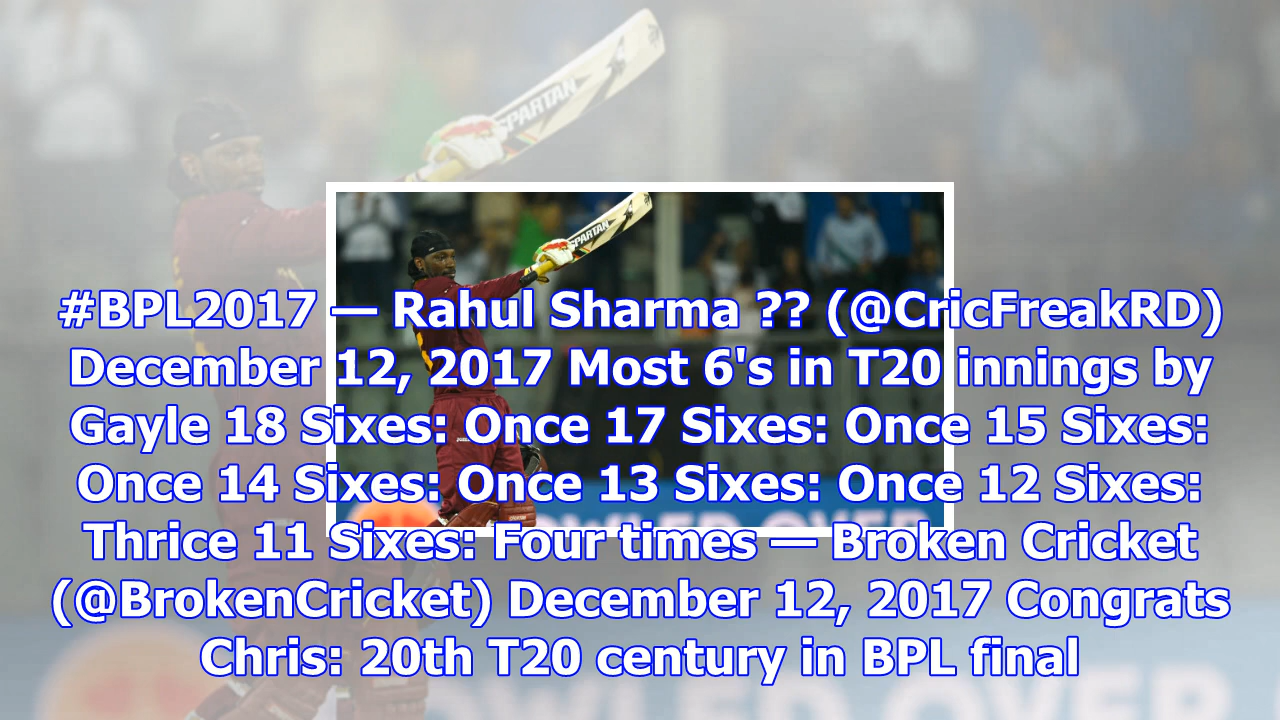 SPARTAN
SPARTAN
#BPL2017 — Rahul Sharma ?? (@CricFreakRD)
December 12, 2017 Most 6's in T20 innings by
Gayle 18 Sixes: Once 17 Sixes: Once 15 Sixes:
Once 14 Sixes: Once 13 Sixes: Once 12 Sixes:
Thrice 11 Sixes: Four times — Broken Cricket
(@BrokenCricket) December 12, 2017 Congrats
Chris: 20th T20 century in BPL final